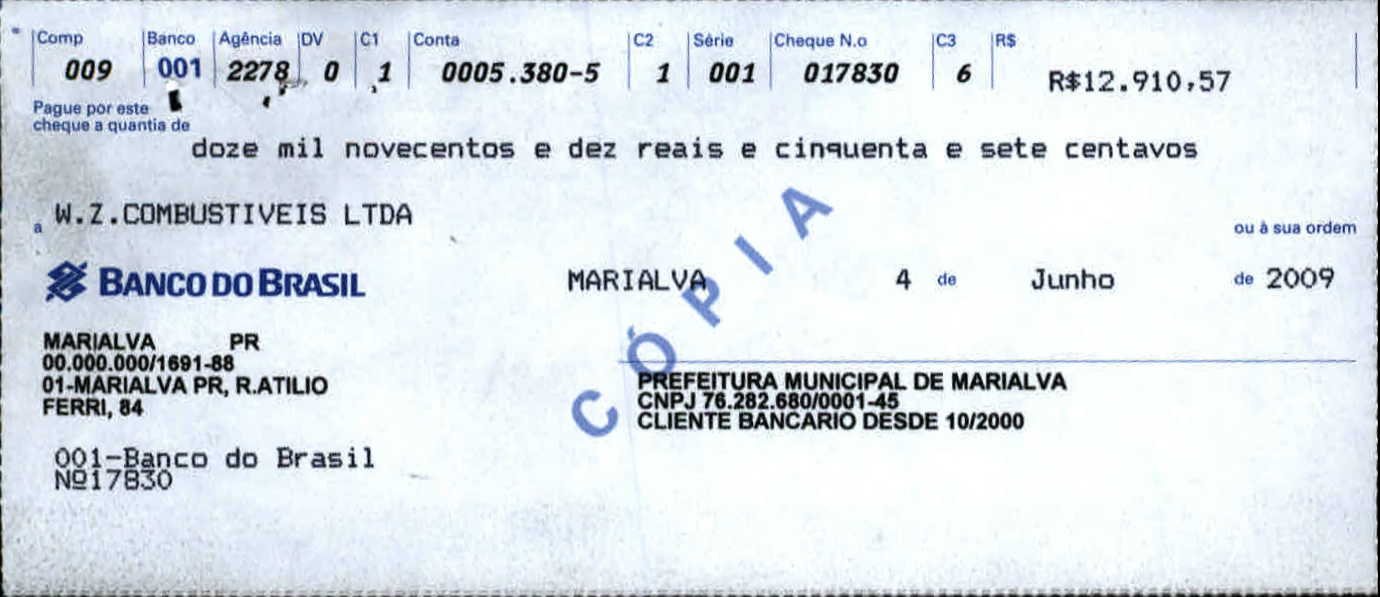 Comp Banco Agência DV C1 Conta C2 Série Cheque N.o C3 R$
009 001 2278 0 1 0005.380-5 1 001 017830 6 R$12.910,57
Pague por este
cheque a quantia de
doze mil novecentos e dez reais e cinquenta e sete centavos
a W.Z.COMBUSTIVEIS LTDA
ou à sua ordem
BANCO DO BRASIL
MARIALVA 4 de Junho de 2009
CÓPIA
MARIALVA PR
00.000.000/1691-88
01-MARIALVA PR, R.ATILIO
FERRI, 84
PREFEITURA MUNICIPAL DE MARIALVA
CNPJ 76.282.680/0001-45
CLIENTE BANCARIO DESDE 10/2000
001-Banco do Brasil
Nº17830